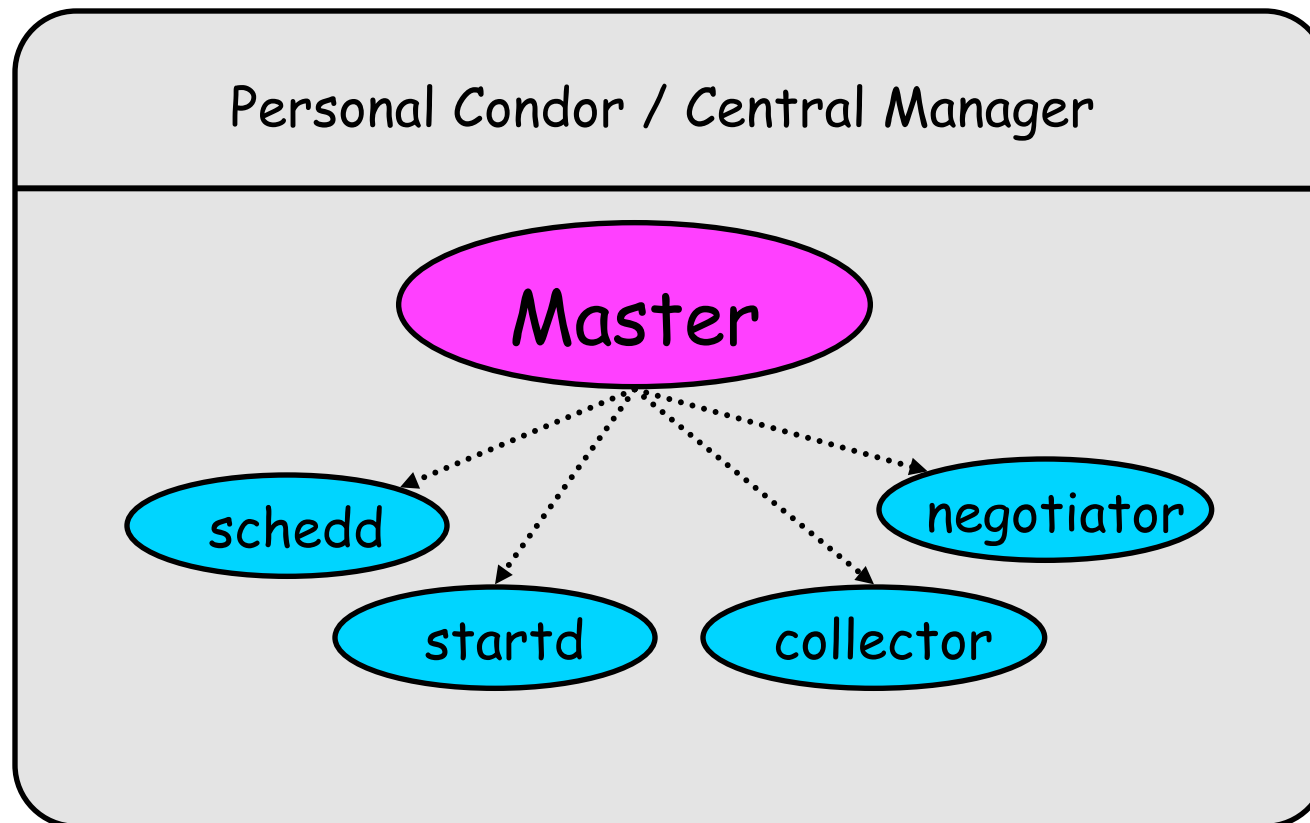 Personal Condor / Central Manager
Master
schedd
negotiator
startd
collector